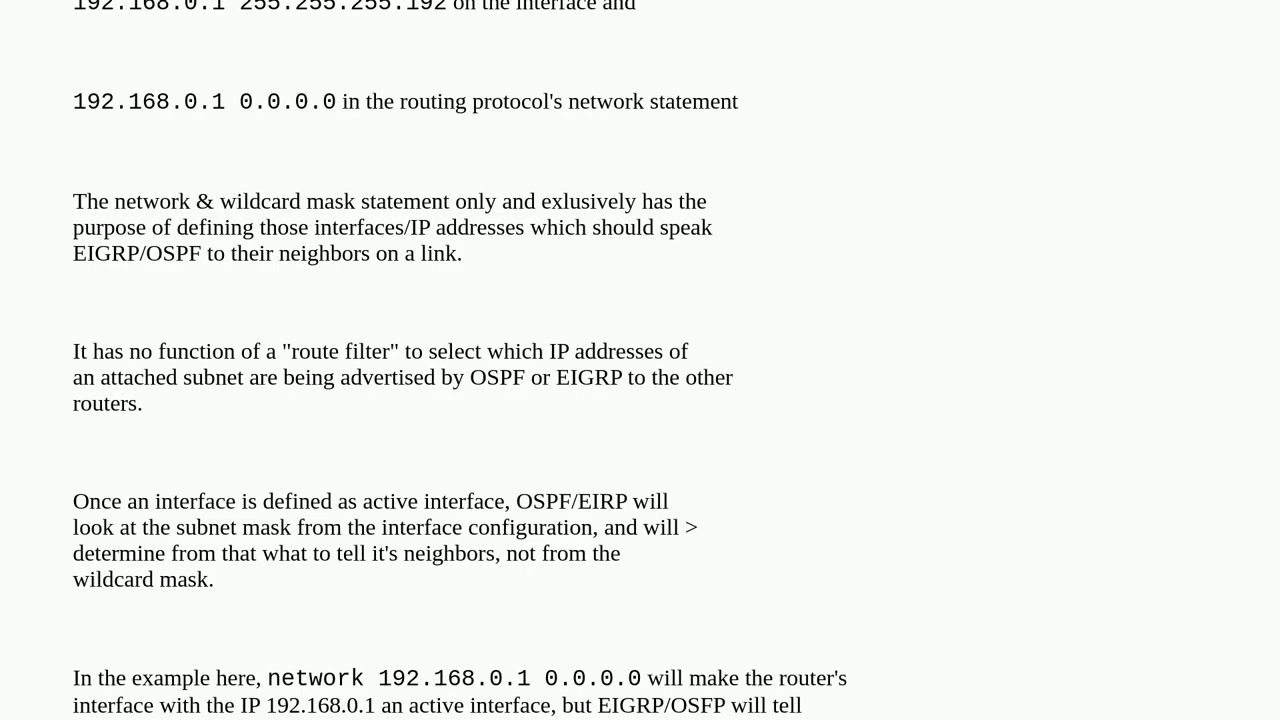 192.168.0.1 255.255.255.192 on the interface and
192.168.0.1 0.0.0.0 in the routing protocol's network statement
The network & wildcard mask statement only and exlusively has the
purpose of defining those interfaces/IP addresses which should speak
EIGRP/OSPF to their neighbors on a link.
It has no function of a "route filter" to select which IP addresses of
an attached subnet are being advertised by OSPF or EIGRP to the other
routers.
Once an interface is defined as active interface, OSPF/EIRP will
look at the subnet mask from the interface configuration, and will >
determine from that what to tell it's neighbors, not from the
wildcard mask.
In the example here, network 192.168.0.1 0.0.0.0 will make the router's
interface with the IP 192.168.0.1 an active interface, but EIGRP/OSFP will tell